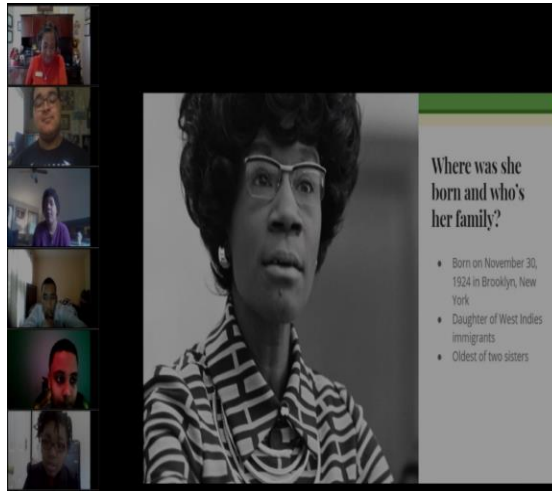 Where was she
born and who's
her family?
Born on November 30,
1924 in Brooklyn, New
York
Daughter of West Indies
immigrants
Oldest of two sisters